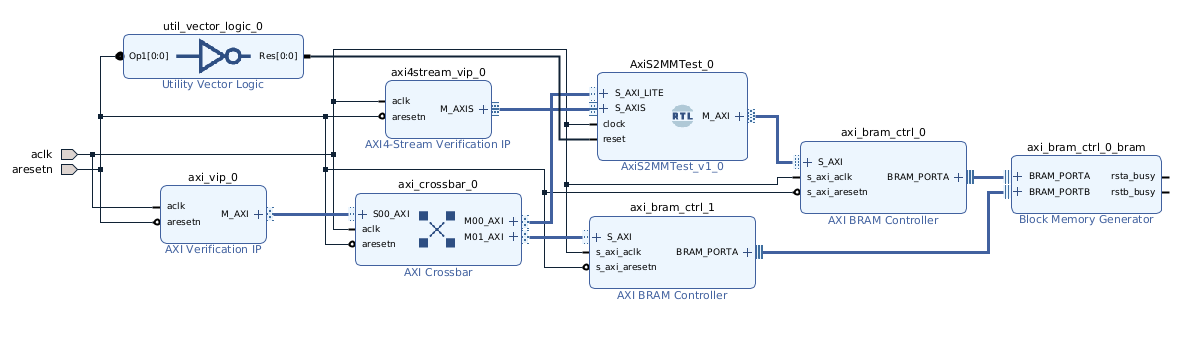 util_vector_logic_0
Op1[0:0]
Res[0:0]
Utility Vector Logic
axi4stream_vip_0
aclk
aresetn
M_AXIS
AXI4-Stream Verification IP
AxiS2MMTest_0
S_AXI_LITE
S_AXIS
clock
reset
RTL
M_AXI
AxiS2MMTest_v1_0
aclk
aresetn
axi_vip_0
aclk
aresetn
M_AXI
AXI Verification IP
axi_crossbar_0
S00_AXI
aclk
aresetn
M00_AXI
M01_AXI
AXI Crossbar
axi_bram_ctrl_0
S_AXI
s_axi_aclk
s_axi_aresetn
BRAM_PORTA
AXI BRAM Controller
axi_bram_ctrl_1
S_AXI
s_axi_aclk
s_axi_aresetn
BRAM_PORTA
AXI BRAM Controller
axi_bram_ctrl_0_bram
BRAM_PORTA
BRAM_PORTB
rsta_busy
rstb_busy
Block Memory Generator